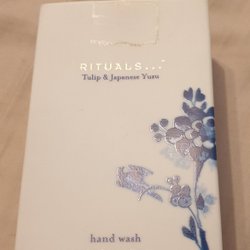 RITUALS...
Tulip & Japanese Yuzu
hand wash